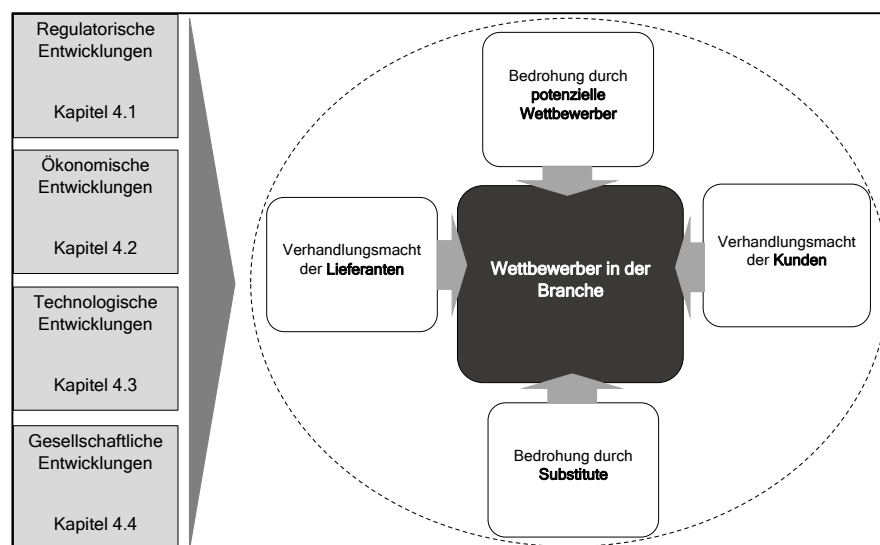 Regulatorische
Entwicklungen
Kapitel 4.1
Ökonomische
Entwicklungen
Kapitel 4.2
Technologische
Entwicklungen
Kapitel 4.3
Gesellschaftliche
Entwicklungen
Kapitel 4.4
Bedrohung durch
potenzielle
Wettbewerber
Verhandlungsmacht
der Lieferanten
Wettbewerber in der
Branche
Verhandlungsmacht
der Kunden
Bedrohung durch
Substitute